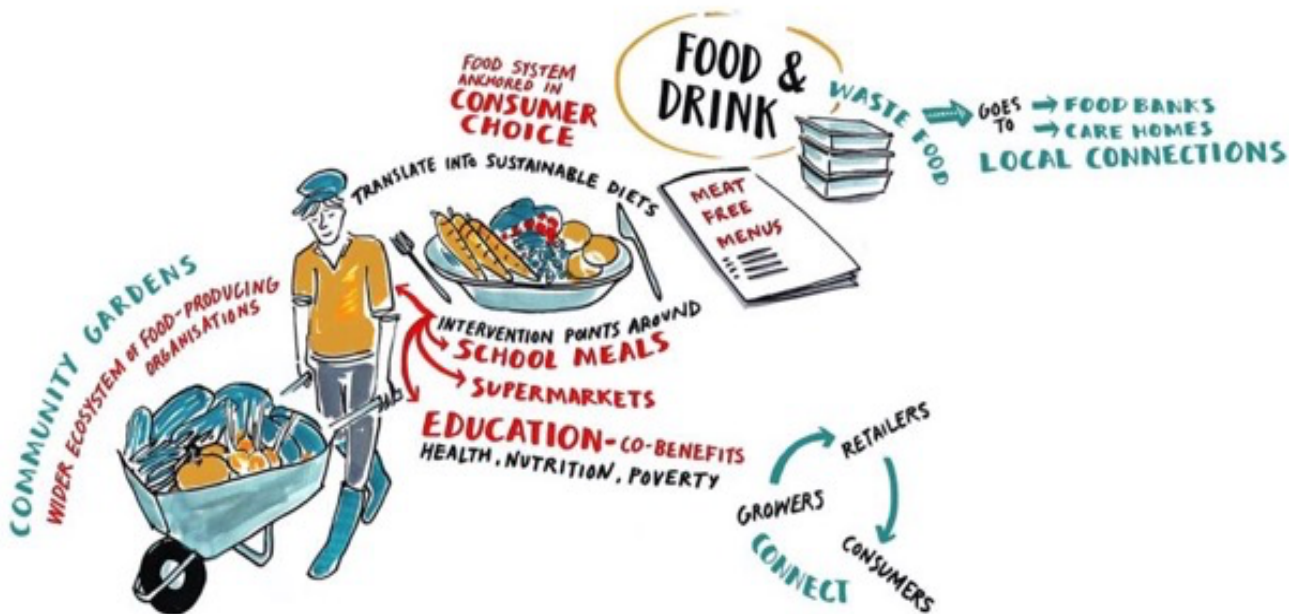 FOOD &
DRINK
FOOD SYSTEM
ANCHORED IN
CONSUMER
CHOICE
TRANSLATE INTO SUSTAINABLE DIETS
WASTE FOOD
GOES
TO
FOOD BANKS
CARE HOMES
LOCAL CONNECTIONS
MEAT
FREE
MENUS
COMMUNITY GARDENS
WIDER ECOSYSTEM OF FOOD-PRODUCING
ORGANISATIONS
INTERVENTION POINTS AROUND
SCHOOL MEALS
SUPERMARKETS
EDUCATION - CO-BENEFITS
HEALTH, NUTRITION, POVERTY
RETAILERS
GROWERS
CONSUMERS
CONNECT